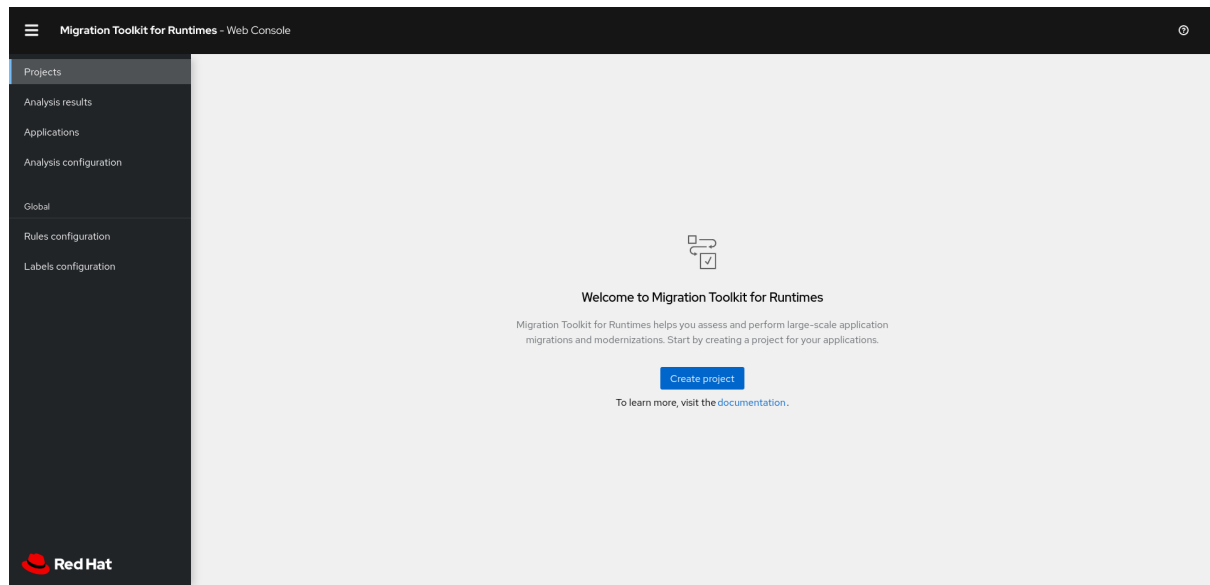 Migration Toolkit for Runtimes - Web Console
Projects
Analysis results
Applications
Analysis configuration
Global
Rules configuration
Labels configuration
Red Hat
Welcome to Migration Toolkit for Runtimes
Migration Toolkit for Runtimes helps you assess and perform large-scale application
migrations and modernizations. Start by creating a project for your applications.
Create project
To learn more, visit the documentation.